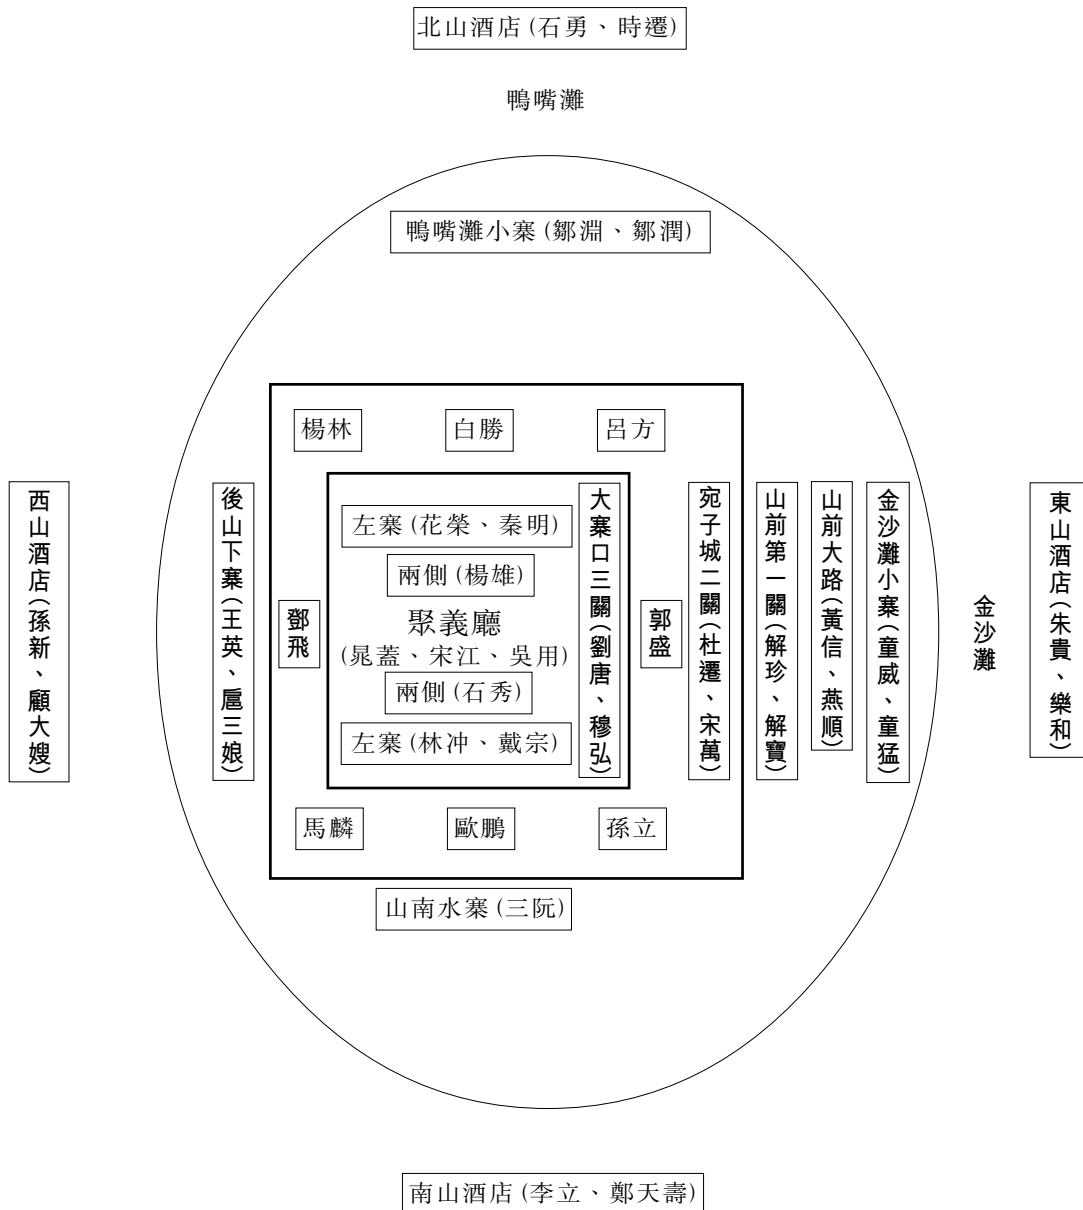 北山酒店(石勇、時遷)
鴨嘴灘
鴨嘴灘小寨(鄒淵、鄒潤)
楊林
白勝
呂方
西山酒店(孫新、顧大嫂)
後山下寨(王英、扈三娘)
鄧飛
左寨(花榮、秦明)
兩側(楊雄)
聚義廳
(晁蓋、宋江、吳用)
兩側(石秀)
左寨(林冲、戴宗)
大寨口三關(劉唐、穆弘)
郭盛
宛子城二關(杜遷、宋萬)
山前第一關(解珍、解寶)
山前大路(黃信、燕順)
金沙灘小寨(童威、童猛)
金沙灘
東山酒店(朱貴、樂和)
馬麟
歐鵬
孫立
山南水寨(三阮)
南山酒店(李立、鄭天壽)